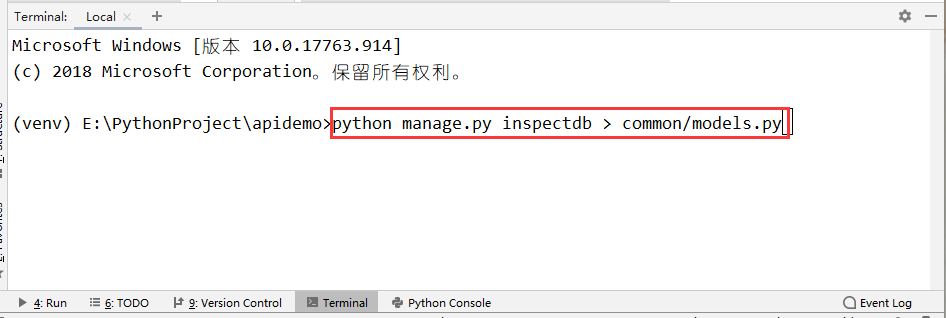 Terminal: Local × +
Microsoft Windows [版本 10.0.17763.914]
(c) 2018 Microsoft Corporation。保留所有权利。
(venv) E:\PythonProject\apidemo>python manage.py inspectdb > common/models.py
4: Run 6: TODO 9: Version Control Terminal Python Console Event Log